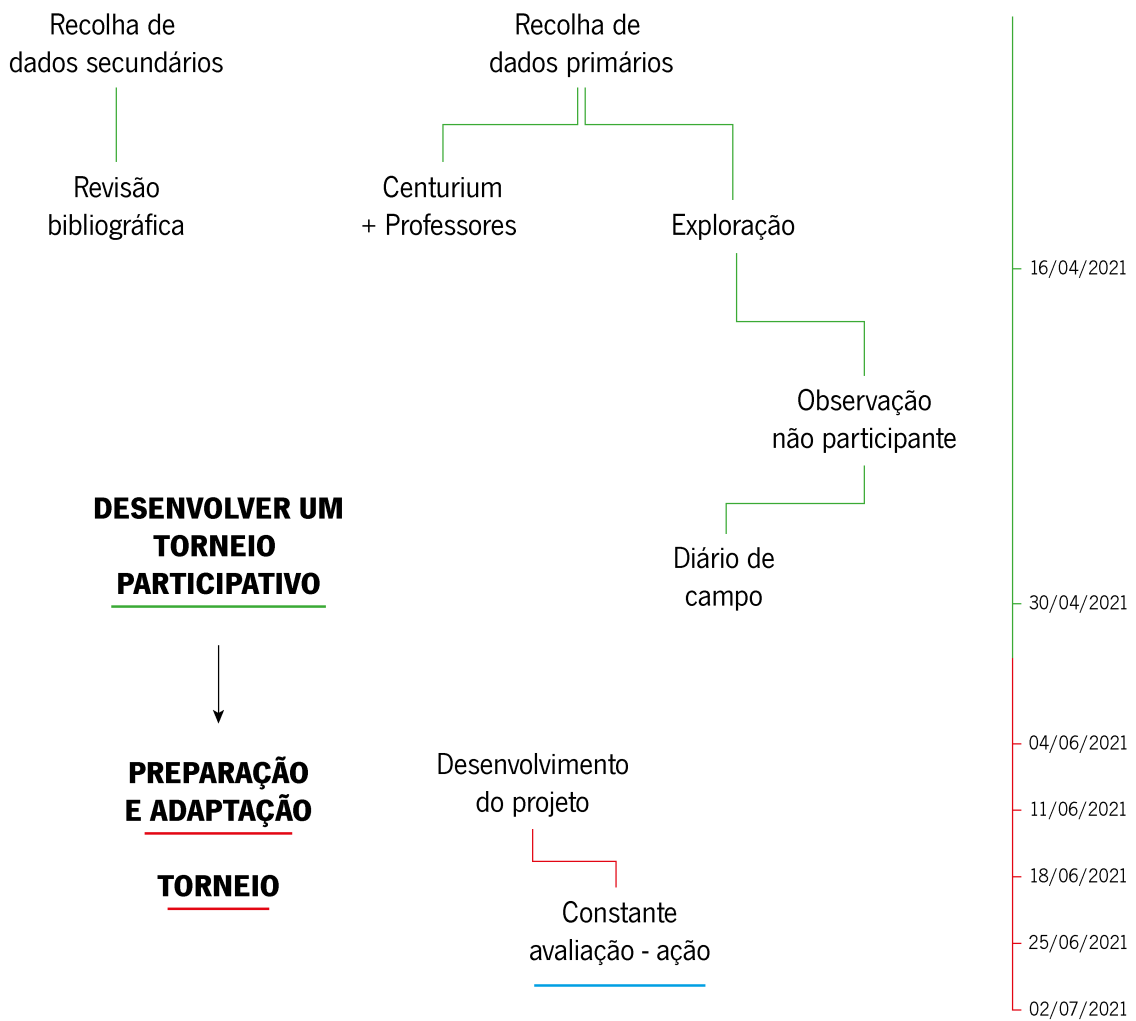 Recolha de
dados secundários
Recolha de
dados primários
Revisão
bibliográfica
Centurium
+ Professores
Exploração
16/04/2021
Observação
não participante
DESENVOLVER UM
TORNEIO
PARTICIPATIVO
Diário de
campo
30/04/2021
PREPARAÇÃO
E ADAPTAÇÃO
TORNEIO
Desenvolvimento
do projeto
Constante
avaliação - ação
04/06/2021
11/06/2021
18/06/2021
25/06/2021
02/07/2021